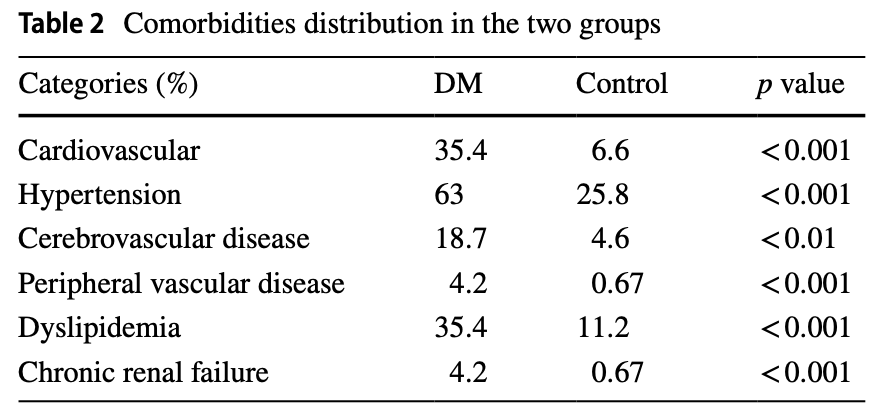 Table 2 Comorbidities distribution in the two groups
Categories (%) DM Control p value
Cardiovascular 35.4 6.6 <0.001
Hypertension 63 25.8 <0.001
Cerebrovascular disease 18.7 4.6 <0.01
Peripheral vascular disease 4.2 0.67 <0.001
Dyslipidemia 35.4 11.2 <0.001
Chronic renal failure 4.2 0.67 <0.001